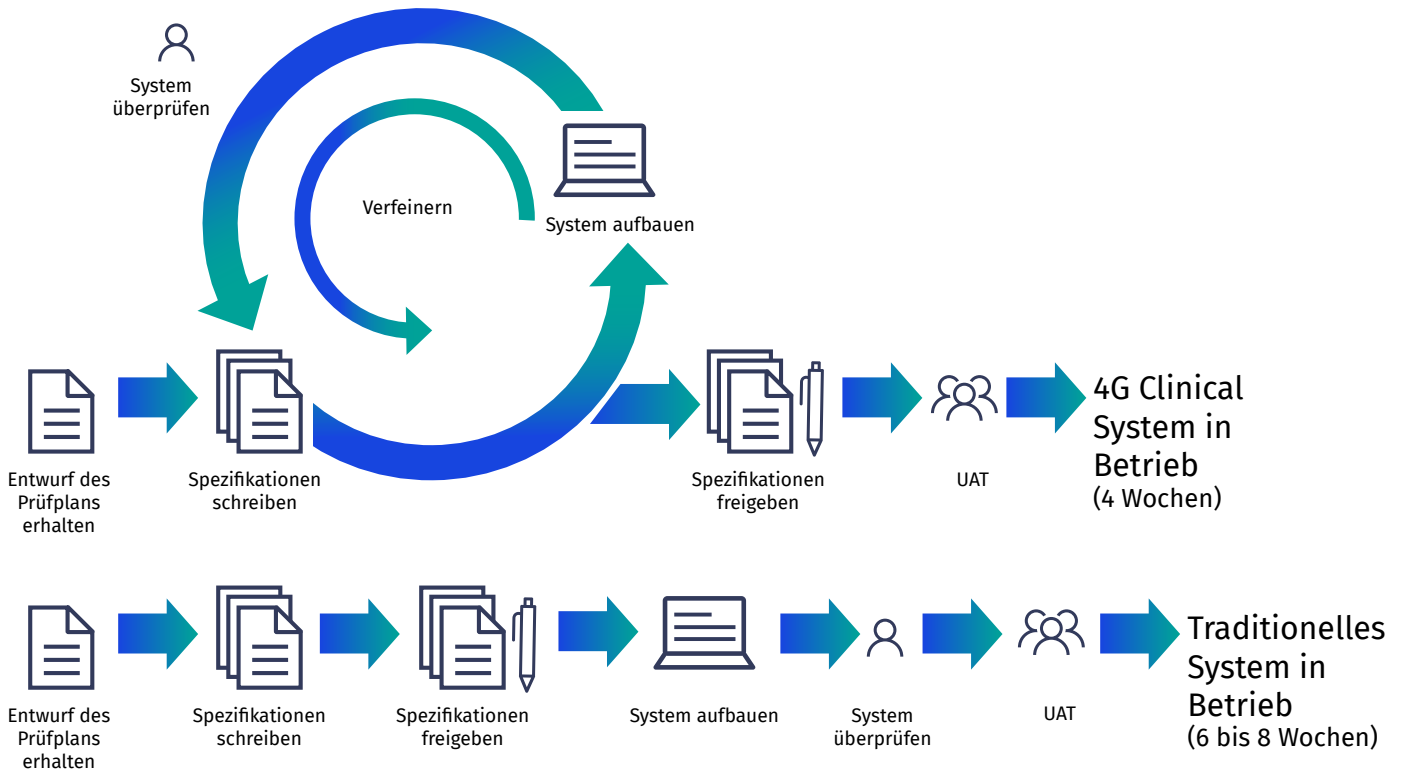 System
überprüfen
Verfeinern
System aufbauen
Entwurf des
Prüfplans
erhalten
Spezifikationen
schreiben
Spezifikationen
freigeben
UAT
4G Clinical
System in
Betrieb
(4 Wochen)
Entwurf des
Prüfplans
erhalten
Spezifikationen
schreiben
Spezifikationen
freigeben
System aufbauen
System
überprüfen
UAT
Traditionelles
System in
Betrieb
(6 bis 8 Wochen)